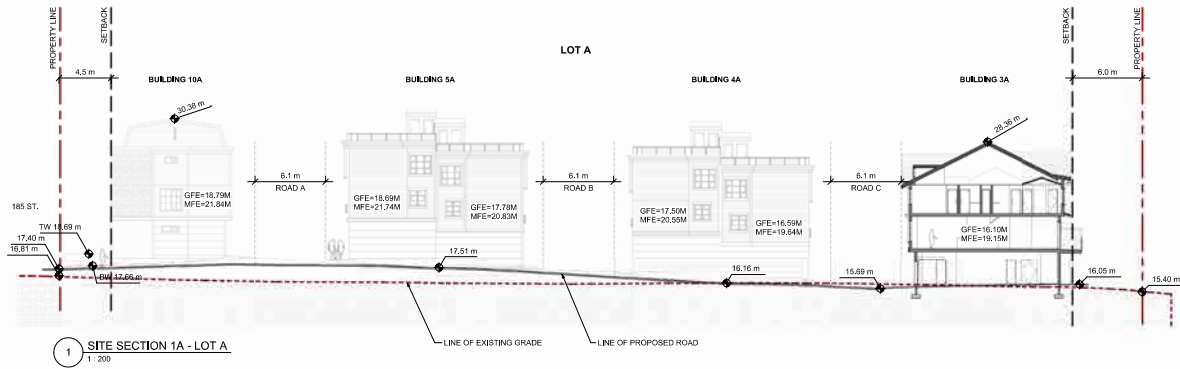 PROPERTY LINE
SETBACK
LOT A
SETBACK
PROPERTY LINE
4.5 m
BUILDING 10A
BUILDING 5A
BUILDING 4A
BUILDING 3A
6.0 m
30.38 m
28.36 m
6.1 m
ROAD A
6.1 m
ROAD B
6.1 m
ROAD C
GFE=18.79M
MFE=21.84M
GFE=18.69M
MFE=21.74M
GFE=17.78M
MFE=20.83M
GFE=17.50M
MFE=20.55M
GFE=16.59M
MFE=19.64M
GFE=16.10M
MFE=19.15M
185 ST.
TW 18.69 m
17.40 m
16.81 m
BW 17.66 m
17.51 m
16.16 m
15.69 m
16.05 m
15.40 m
LINE OF EXISTING GRADE
LINE OF PROPOSED ROAD
1
SITE SECTION 1A - LOT A
1 : 200